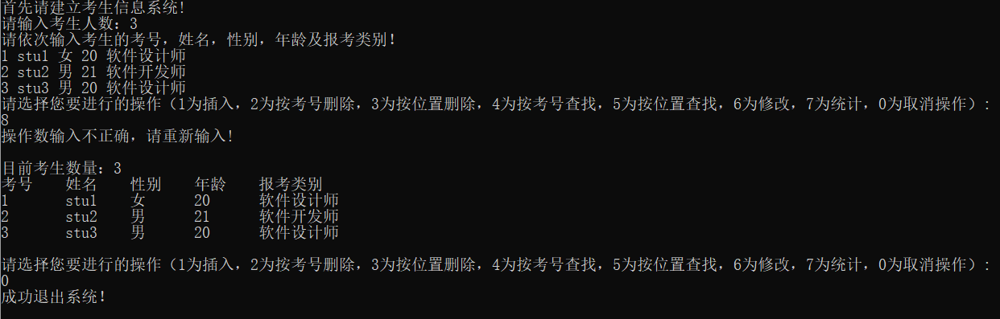 首先请建立考生信息系统!
请输入考生人数：3
请依次输入考生的考号，姓名，性别，年龄及报考类别！
1 stu1 女 20 软件设计师
2 stu2 男 21 软件开发师
3 stu3 男 20 软件设计师
请选择您要进行的操作（1为插入，2为按考号删除，3为按位置删除，4为按考号查找，5为按位置查找，6为修改，7为统计，0为取消操作）：
8
操作数输入不正确，请重新输入!
目前考生数量：3
考号 姓名 性别 年龄 报考类别
1 stu1 女 20 软件设计师
2 stu2 男 21 软件开发师
3 stu3 男 20 软件设计师
请选择您要进行的操作（1为插入，2为按考号删除，3为按位置删除，4为按考号查找，5为按位置查找，6为修改，7为统计，0为取消操作）：
0
成功退出系统！